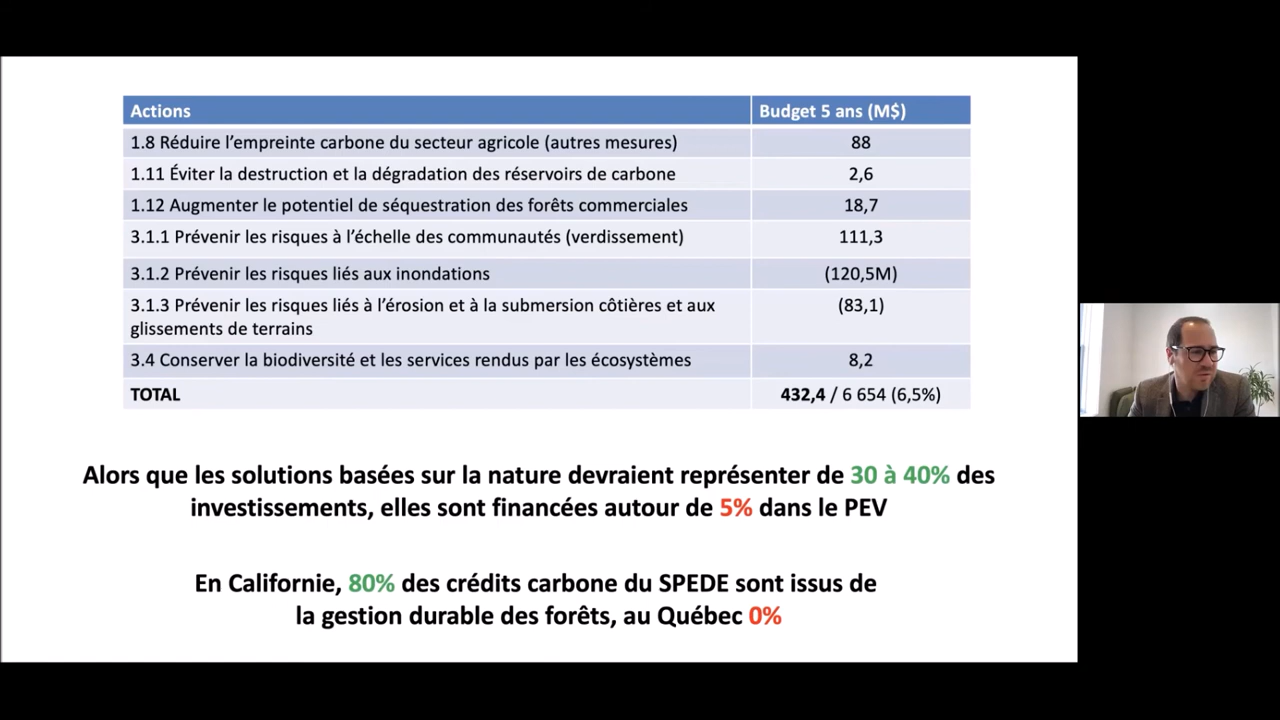 Actions Budget 5 ans (M$)
1.8 Réduire l’empreinte carbone du secteur agricole (autres mesures) 88
1.11 Éviter la destruction et la dégradation des réservoirs de carbone 2,6
1.12 Augmenter le potentiel de séquestration des forêts commerciales 18,7
3.1.1 Prévenir les risques à l’échelle des communautés (verdissement) 111,3
3.1.2 Prévenir les risques liés aux inondations (120,5M)
3.1.3 Prévenir les risques liés à l’érosion et à la submersion côtières et aux (83,1)
glissements de terrains
3.4 Conserver la biodiversité et les services rendus par les écosystèmes 8,2
TOTAL 432,4 / 6 654 (6,5%)
Alors que les solutions basées sur la nature devraient représenter de 30 à 40% des
investissements, elles sont financées autour de 5% dans le PEV
En Californie, 80% des crédits carbone du SPEDE sont issus de
la gestion durable des forêts, au Québec 0%